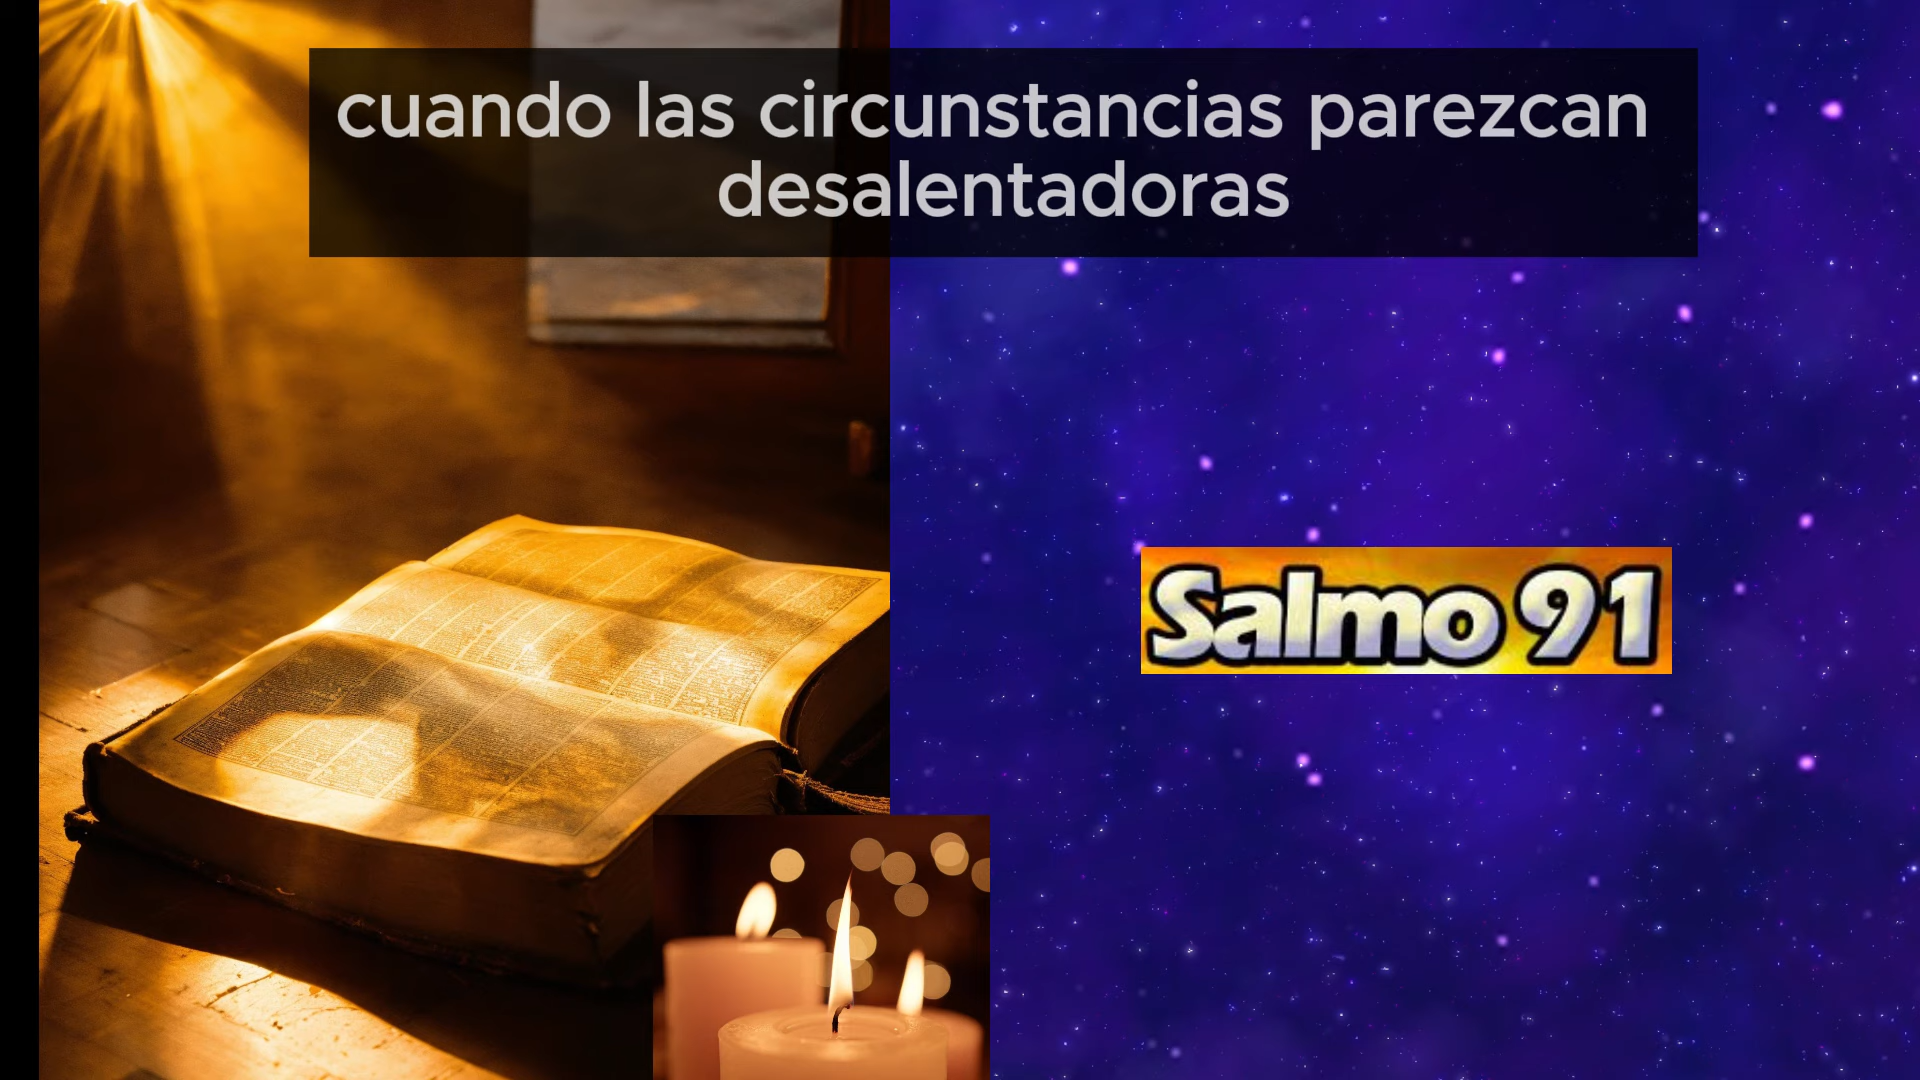 cuando las circunstancias parezcan
desalentadoras
Salmo 91